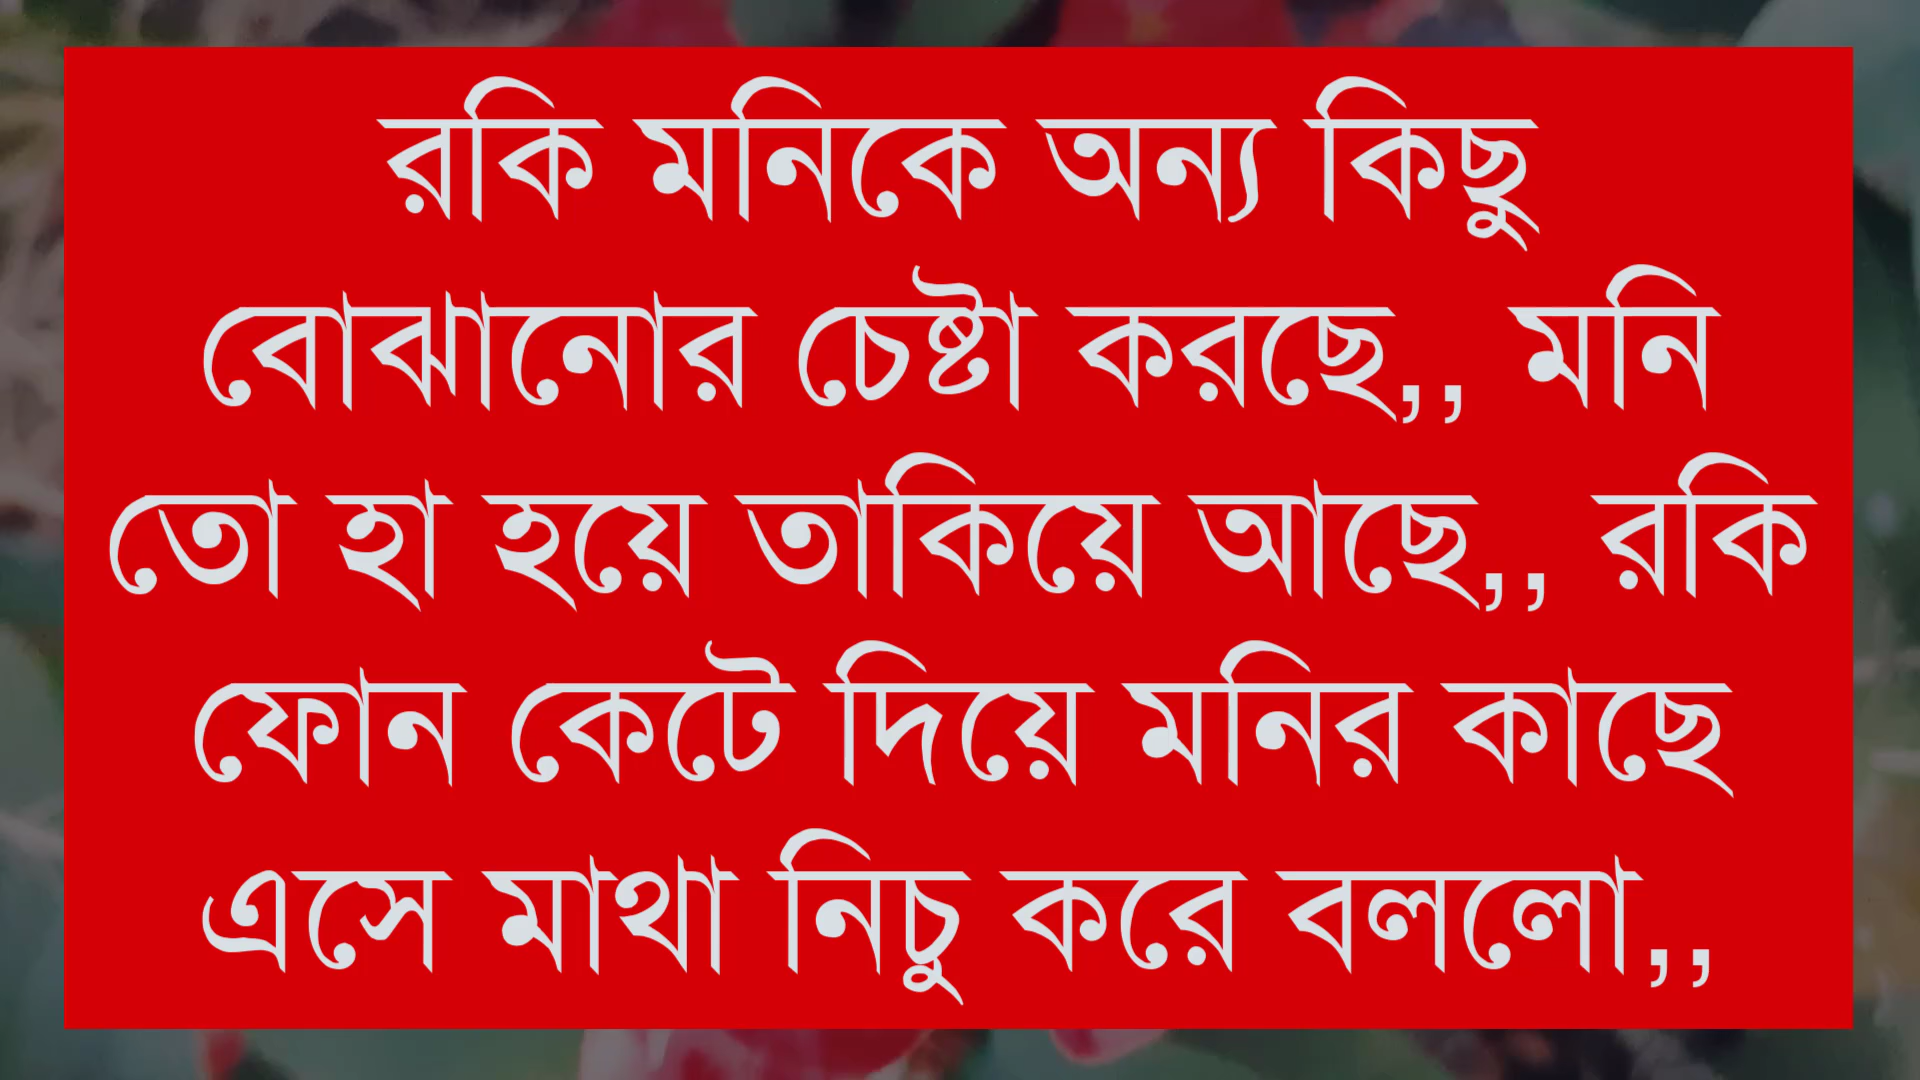 রকি মনিকে অন্য কিছু
বোঝানোর চেষ্টা করছে,, মনি
তো হা হয়ে তাকিয়ে আছে,, রকি
ফোন কেটে দিয়ে মনির কাছে
এসে মাথা নিচু করে বললো,,